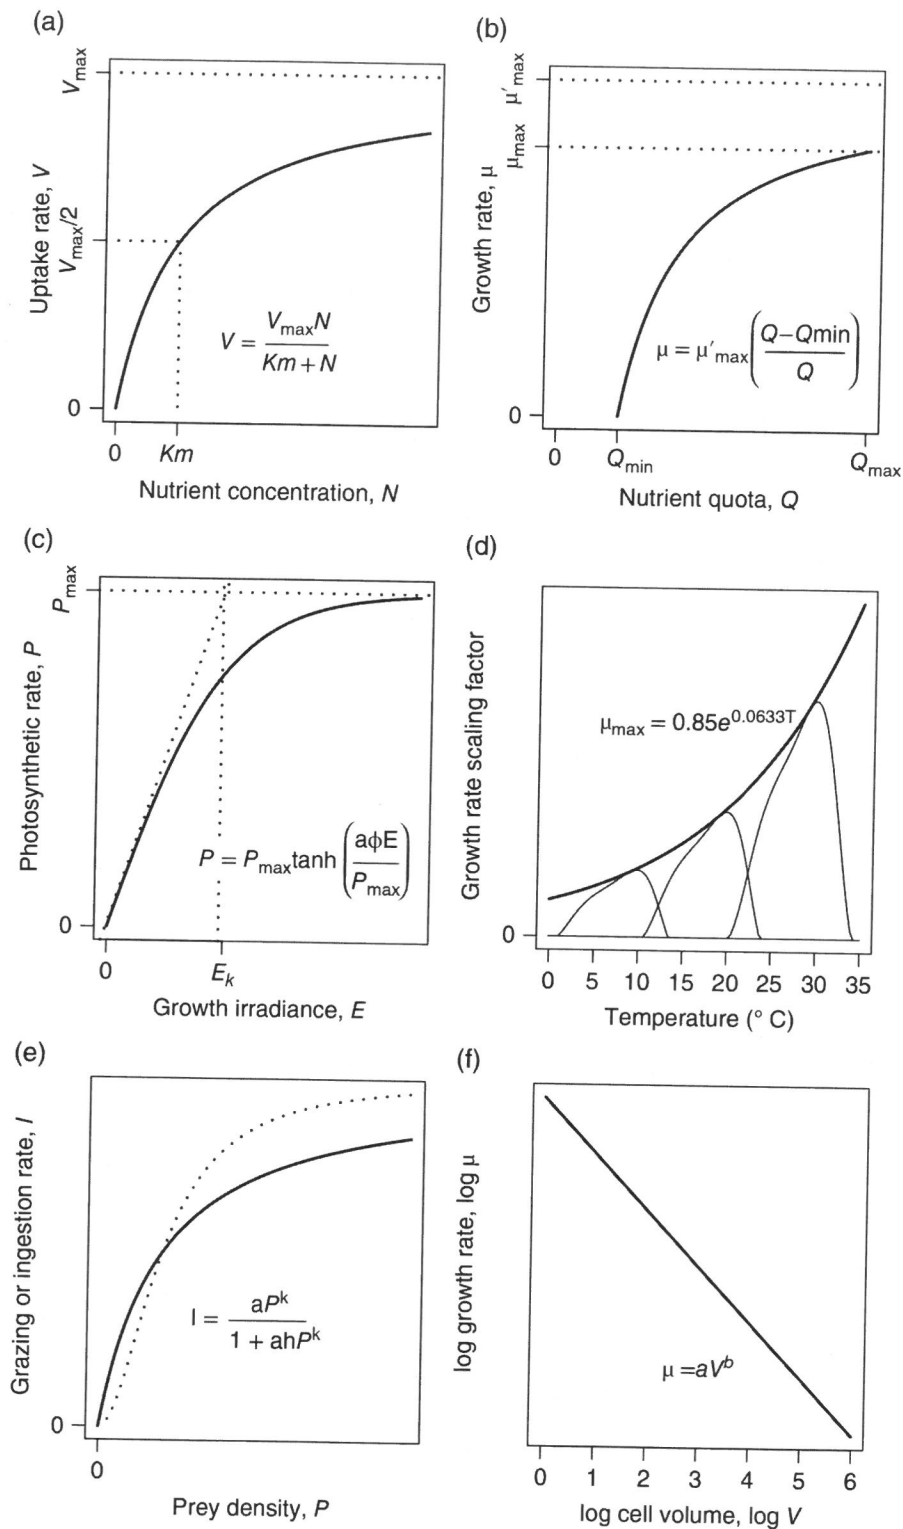 (a)
V_max
V_max/2
0
Uptake rate, V
V = V_max N / (Km + N)
0 Km
Nutrient concentration, N
(b)
μ′_max
μ_max
0
Growth rate, μ
μ = μ′_max ((Q−Qmin) / Q)
0 Q_min Q_max
Nutrient quota, Q
(c)
P_max
0
Photosynthetic rate, P
P = P_max tanh (aϕE / P_max)
0 E_k
Growth irradiance, E
(d)
Growth rate scaling factor
μ_max = 0.85e^0.0633T
0
0 5 10 15 20 25 30 35
Temperature (° C)
(e)
Grazing or ingestion rate, I
I = aP^k / (1 + ahP^k)
0
0
Prey density, P
(f)
log growth rate, log μ
μ =aV^b
0 1 2 3 4 5 6
log cell volume, log V